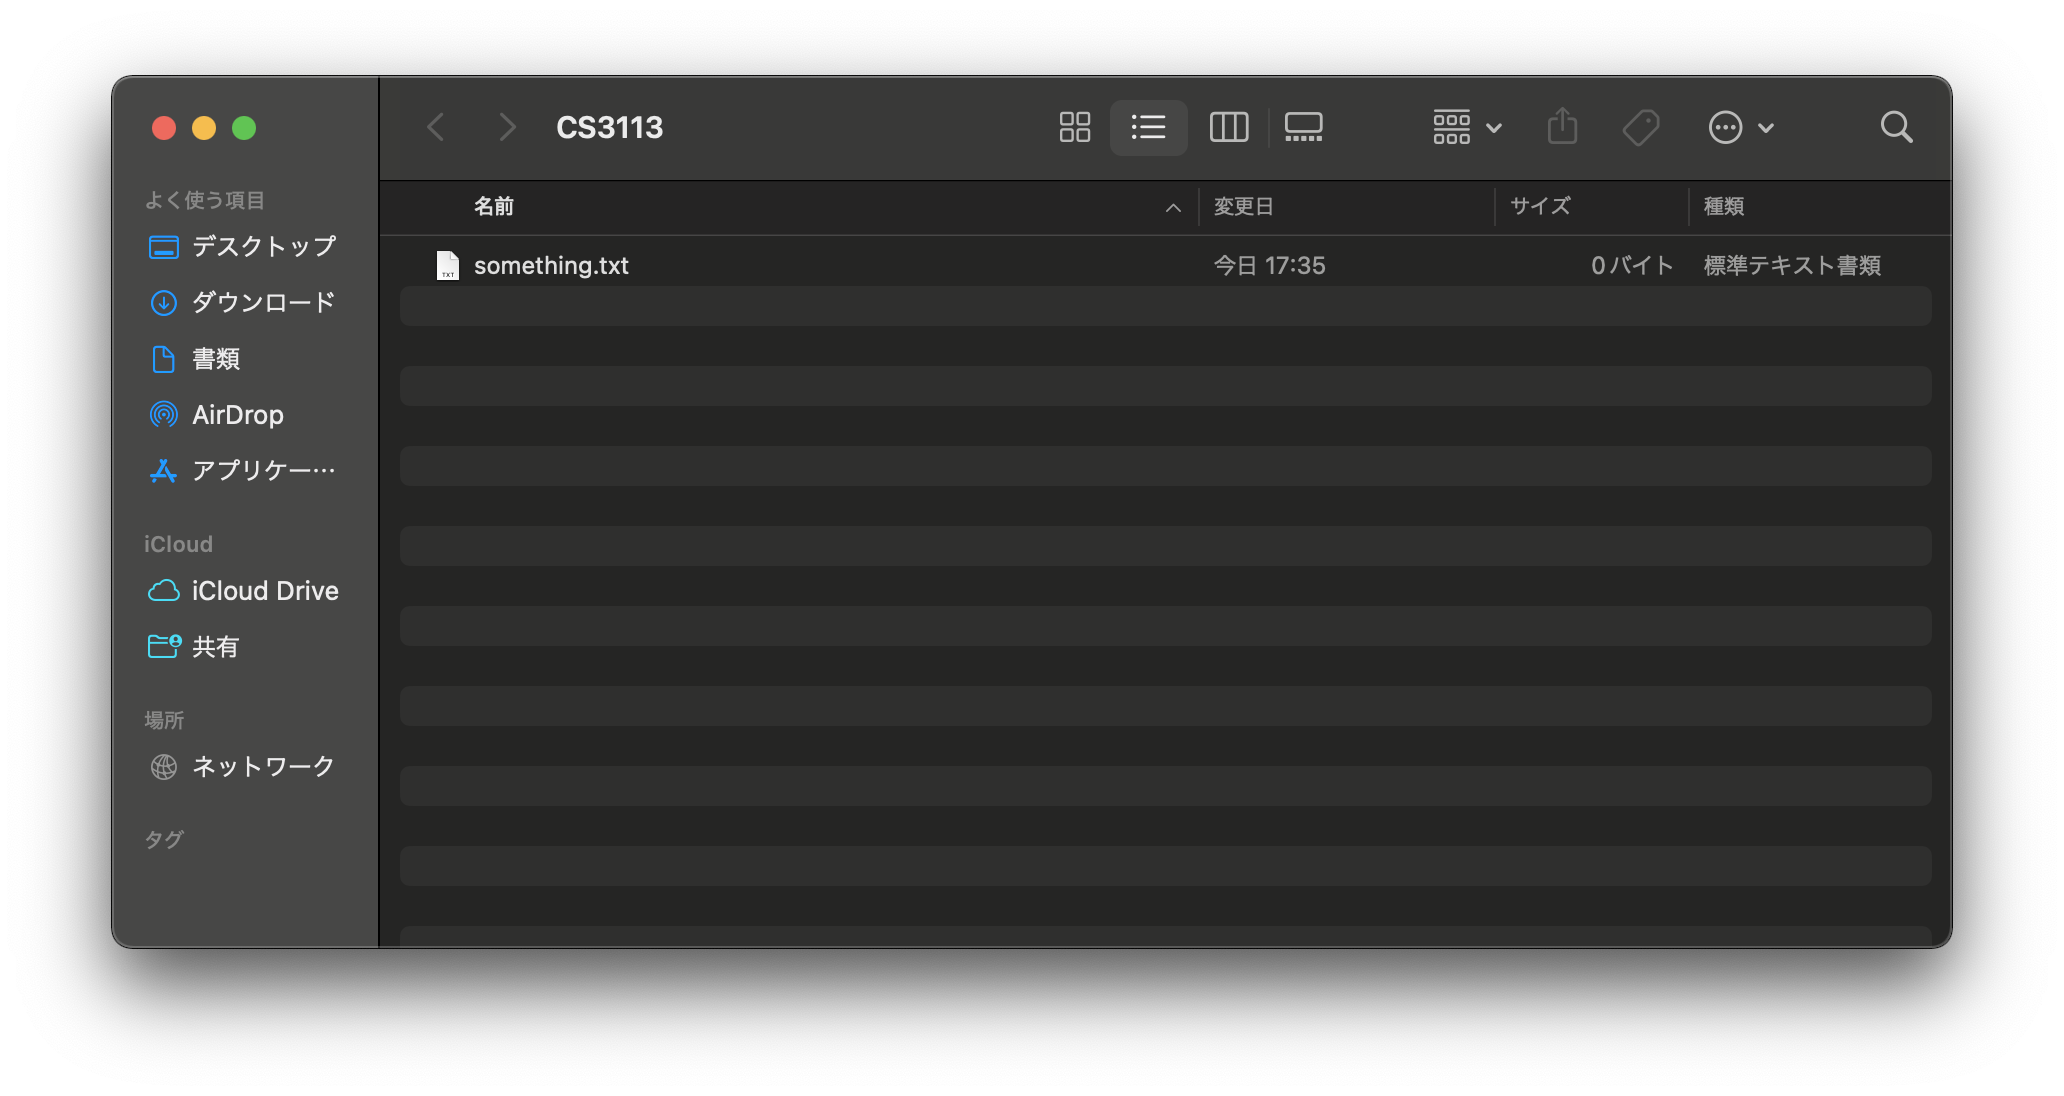 CS3113
よく使う項目
デスクトップ
ダウンロード
書類
AirDrop
アプリケー…
iCloud
iCloud Drive
共有
場所
ネットワーク
タグ
名前 変更日 サイズ 種類
TXT something.txt 今日 17:35 0バイト 標準テキスト書類